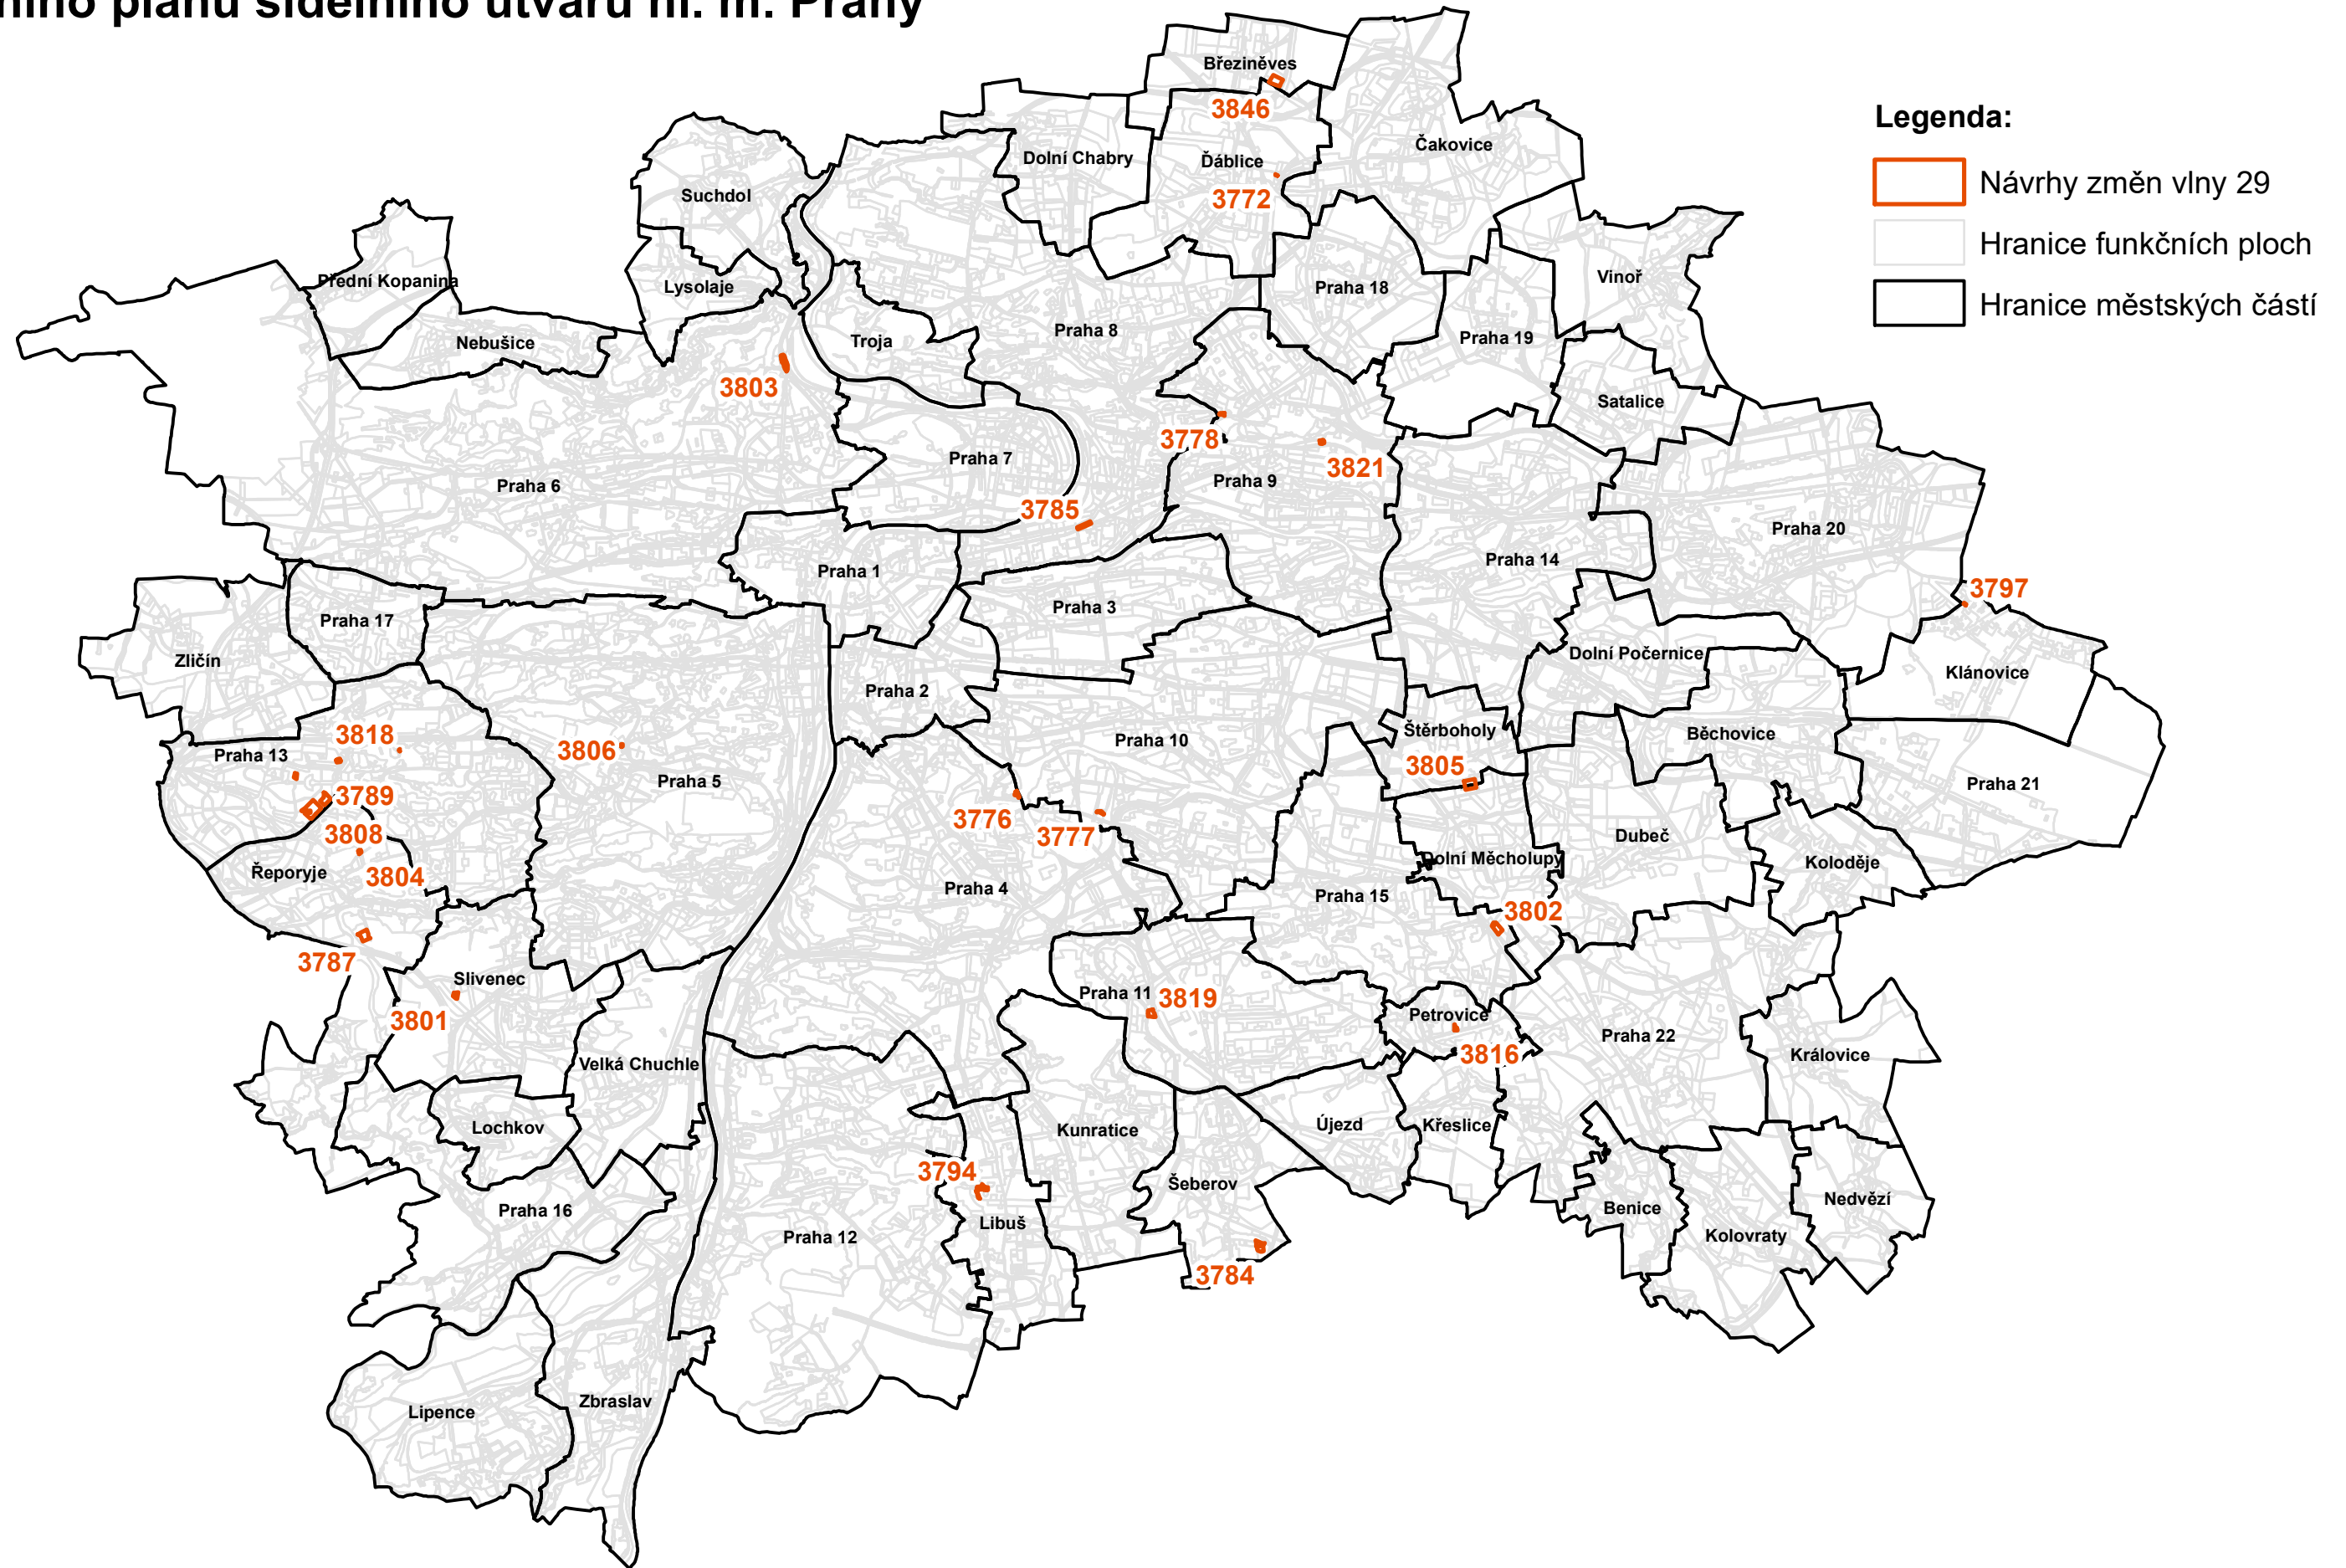 ního plánu sídelního útvaru hl. m. Prahy
Legenda:
Návrhy změn vlny 29
Hranice funkčních ploch
Hranice městských částí
Březiněves
3846
Dolní Chabry
Ďáblice
3772
Čakovice
Suchdol
Přední Kopanina
Lysolaje
Nebušice
Troja
Praha 8
Praha 18
Vinoř
Praha 19
Satalice
3803
Praha 7
3778
3821
Praha 9
Praha 6
3785
Praha 20
Praha 14
Praha 1
3797
Praha 3
Praha 17
Zličín
Dolní Počernice
Klánovice
Praha 2
3818
Praha 13
3806
Praha 5
Praha 10
Štěrboholy
3805
Běchovice
Praha 21
3789
3808
3776
3777
Dubeč
Řeporyje
3804
Praha 4
Dolní Měcholupy
Koloděje
Praha 15
3802
3787
Slivenec
3801
Praha 11
3819
Petrovice
3816
Praha 22
Královice
Velká Chuchle
Lochkov
Kunratice
Újezd
Křeslice
3794
Šeberov
Praha 16
Libuš
Praha 12
Benice
Nedvězí
Kolovraty
3784
Zbraslav
Lipence